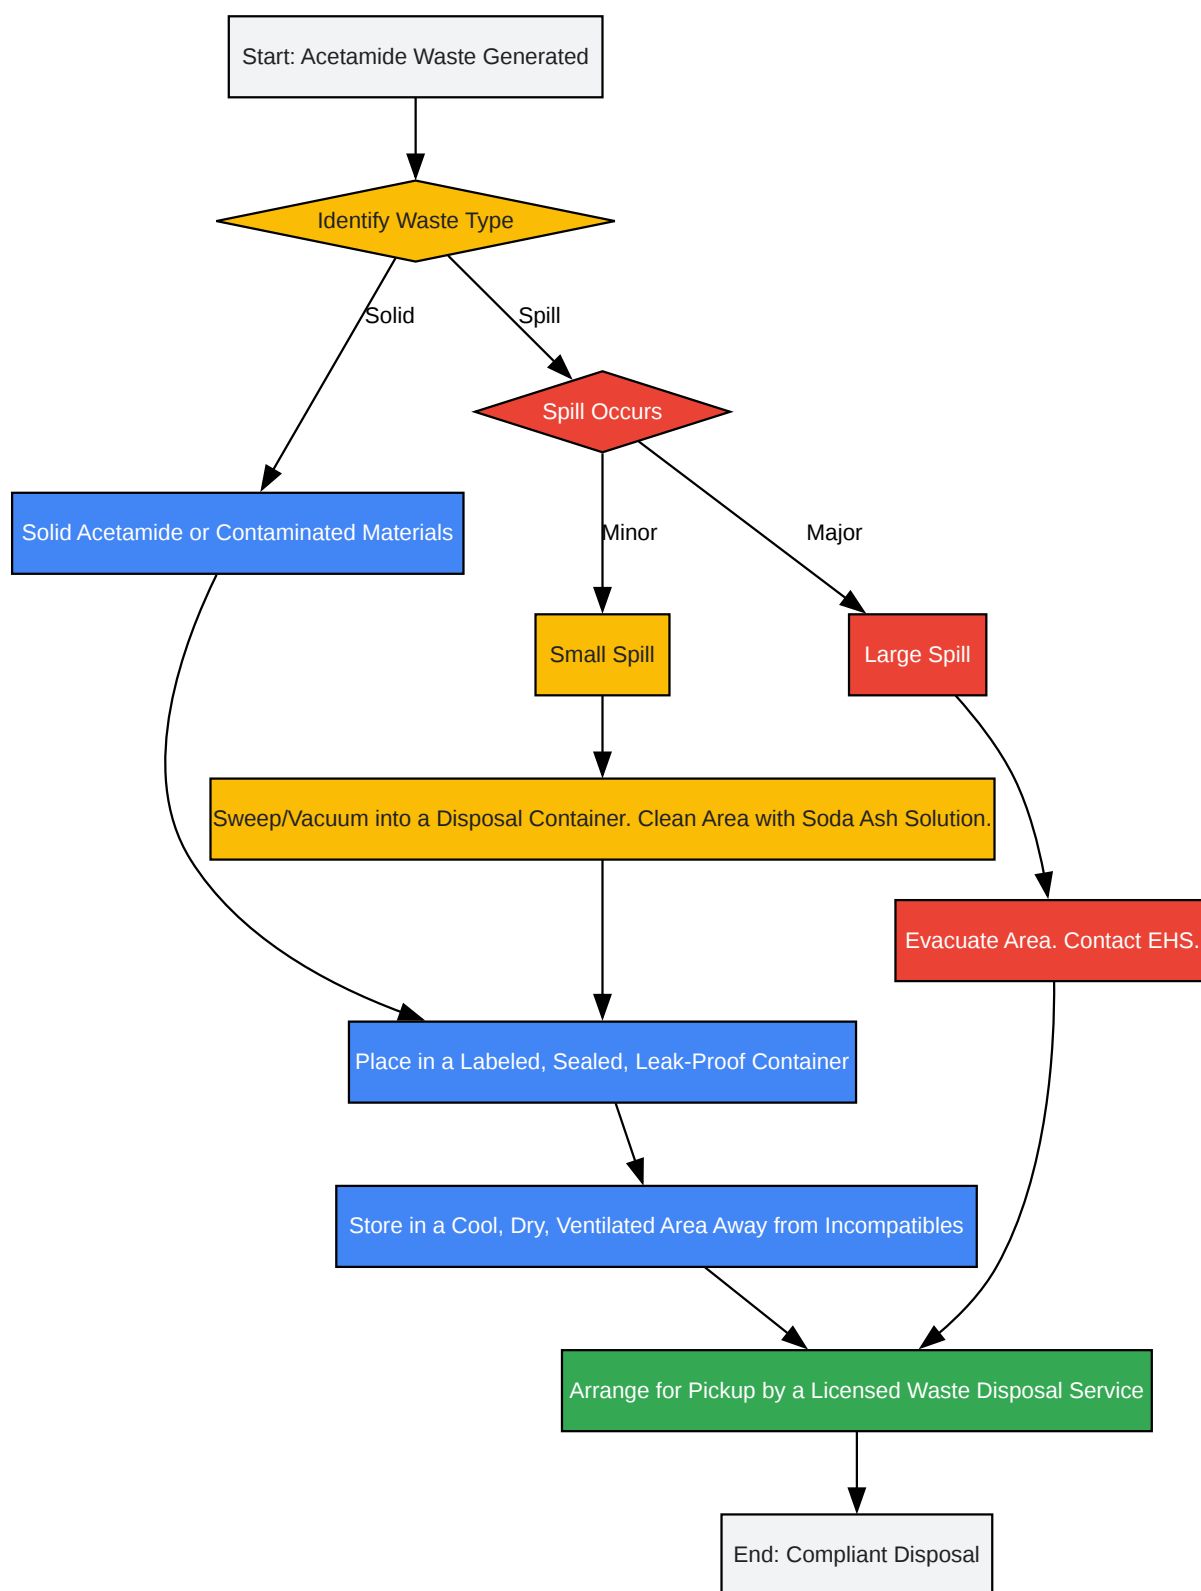 Start: Acetamide Waste Generated
Identify Waste Type
Solid
Spill
Spill Occurs
Solid Acetamide or Contaminated Materials
Minor
Major
Small Spill
Large Spill
Sweep/Vacuum into a Disposal Container. Clean Area with Soda Ash Solution.
Evacuate Area. Contact EHS.
Place in a Labeled, Sealed, Leak-Proof Container
Store in a Cool, Dry, Ventilated Area Away from Incompatibles
Arrange for Pickup by a Licensed Waste Disposal Service
End: Compliant Disposal